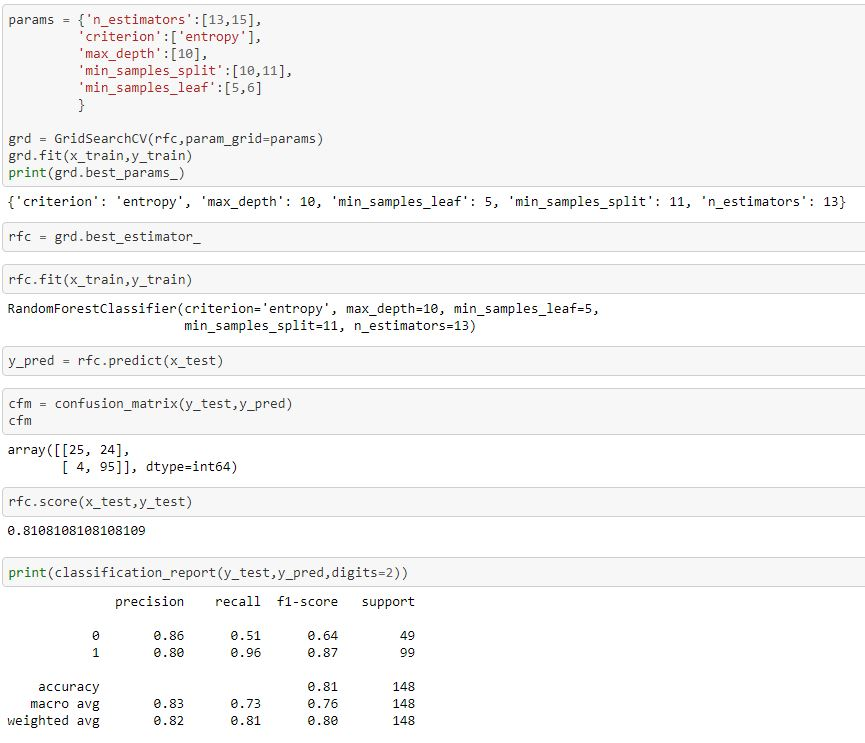 params = {'n_estimators':[13,15],
         'criterion':['entropy'],
         'max_depth':[10],
         'min_samples_split':[10,11],
         'min_samples_leaf':[5,6]
         }
grd = GridSearchCV(rfc,param_grid=params)
grd.fit(x_train,y_train)
print(grd.best_params_)
{'criterion': 'entropy', 'max_depth': 10, 'min_samples_leaf': 5, 'min_samples_split': 11, 'n_estimators': 13}
rfc = grd.best_estimator_
rfc.fit(x_train,y_train)
RandomForestClassifier(criterion='entropy', max_depth=10, min_samples_leaf=5,
                       min_samples_split=11, n_estimators=13)
y_pred = rfc.predict(x_test)
cfm = confusion_matrix(y_test,y_pred)
cfm
array([[25, 24],
       [ 4, 95]], dtype=int64)
rfc.score(x_test,y_test)
0.8108108108108109
print(classification_report(y_test,y_pred,digits=2))
              precision    recall  f1-score   support
           0       0.86      0.51      0.64        49
           1       0.80      0.96      0.87        99
    accuracy                           0.81       148
   macro avg       0.83      0.73      0.76       148
weighted avg       0.82      0.81      0.80       148